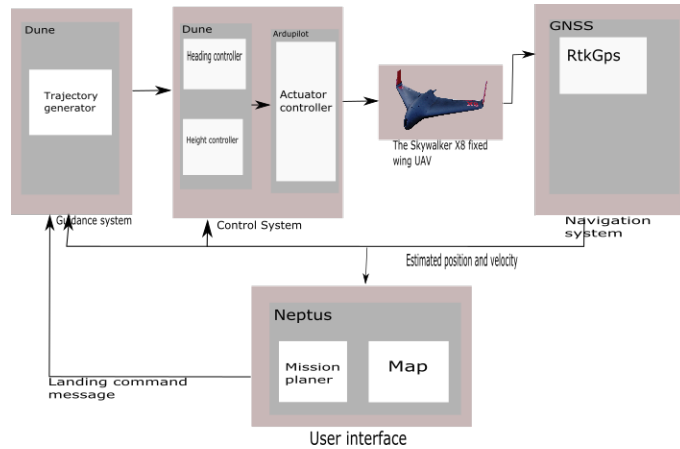 Dune
Trajectory
generator
Guidance system
Dune
Heading controller
Height controller
Ardupilot
Actuator
controller
Control System
The Skywalker X8 fixed
wing UAV
GNSS
RtkGps
Navigation
system
Estimated position and velocity
Neptus
Mission
planer
Map
User interface
Landing command
message